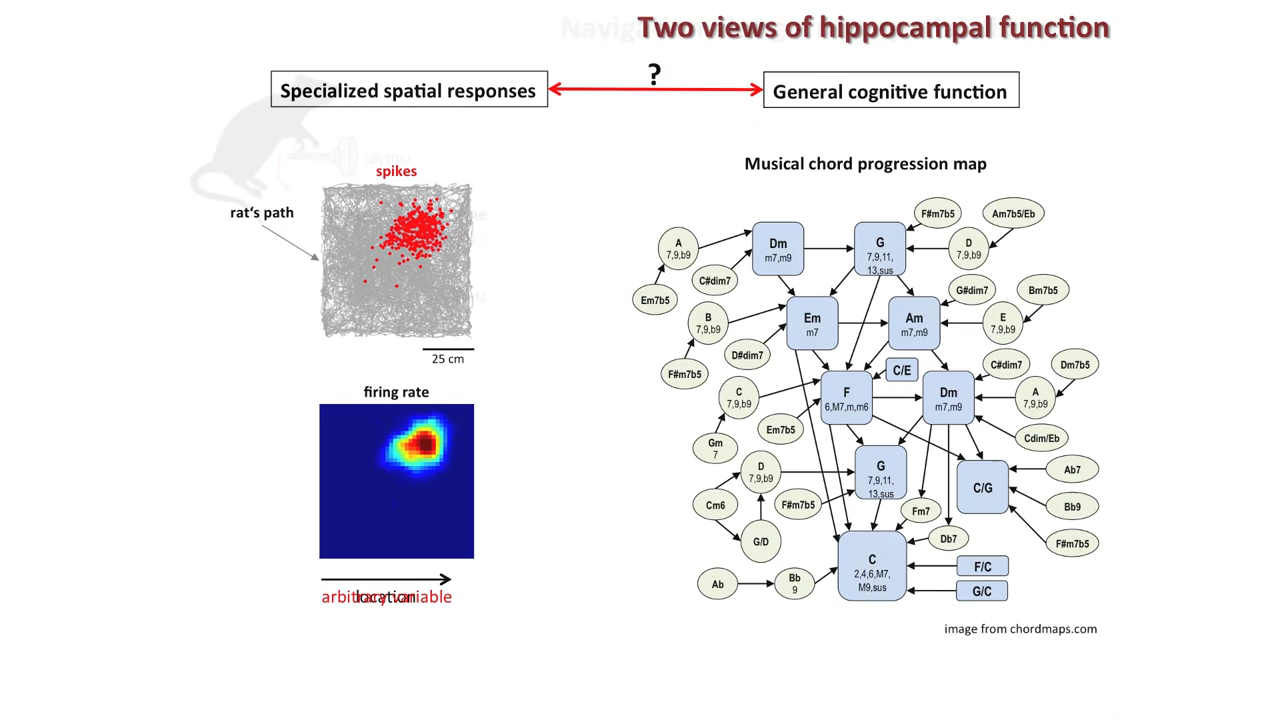 Two views of hippocampal function
?
Specialized spatial responses
General cognitive function
Musical chord progression map
spikes
rat's path
25 cm
firing rate
location
arbitrary variable
F#m7b5
Am7b5/Eb
A
7,9,b9
Dm
m7,m9
G
7,9,11,
13,sus
D
7,9,b9
C#dim7
Em7b5
G#dim7
Bm7b5
B
7,9,b9
Em
m7
Am
m7,m9
E
7,9,b9
D#dim7
F#m7b5
C/E
C#dim7
Dm7b5
C
7,9,b9
F
6,M7,m,m6
Dm
m7,m9
A
7,9,b9
Em7b5
Cdim/Eb
Gm
7
D
7,9,b9
G
7,9,11,
13,sus
C/G
Ab7
Cm6
F#m7b5
Fm7
Bb9
G/D
Db7
F#m7b5
C
2,4,6,M7,
M9,sus
F/C
Ab
Bb
9
G/C
image from chordmaps.com